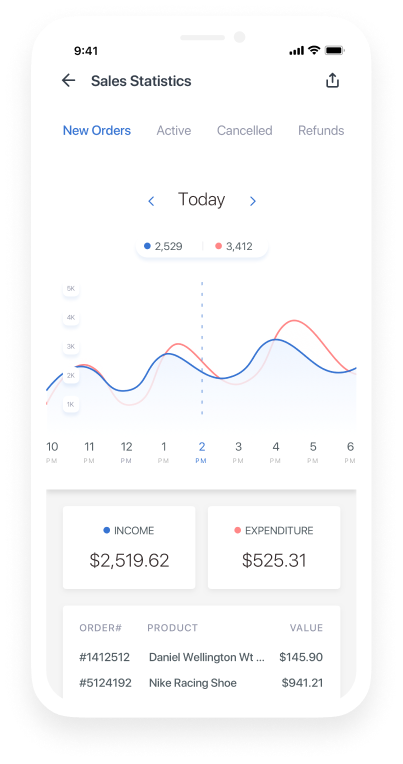 9:41
Sales Statistics
New Orders Active Cancelled Refunds
Today
2,529 3,412
5K
4K
3K
2K
1K
10 11 12 1 2 3 4 5 6
PM PM PM PM PM PM PM PM PM
INCOME EXPENDITURE
$2,519.62 $525.31
ORDER# PRODUCT VALUE
#1412512 Daniel Wellington Wt ... $145.90
#5124192 Nike Racing Shoe $941.21